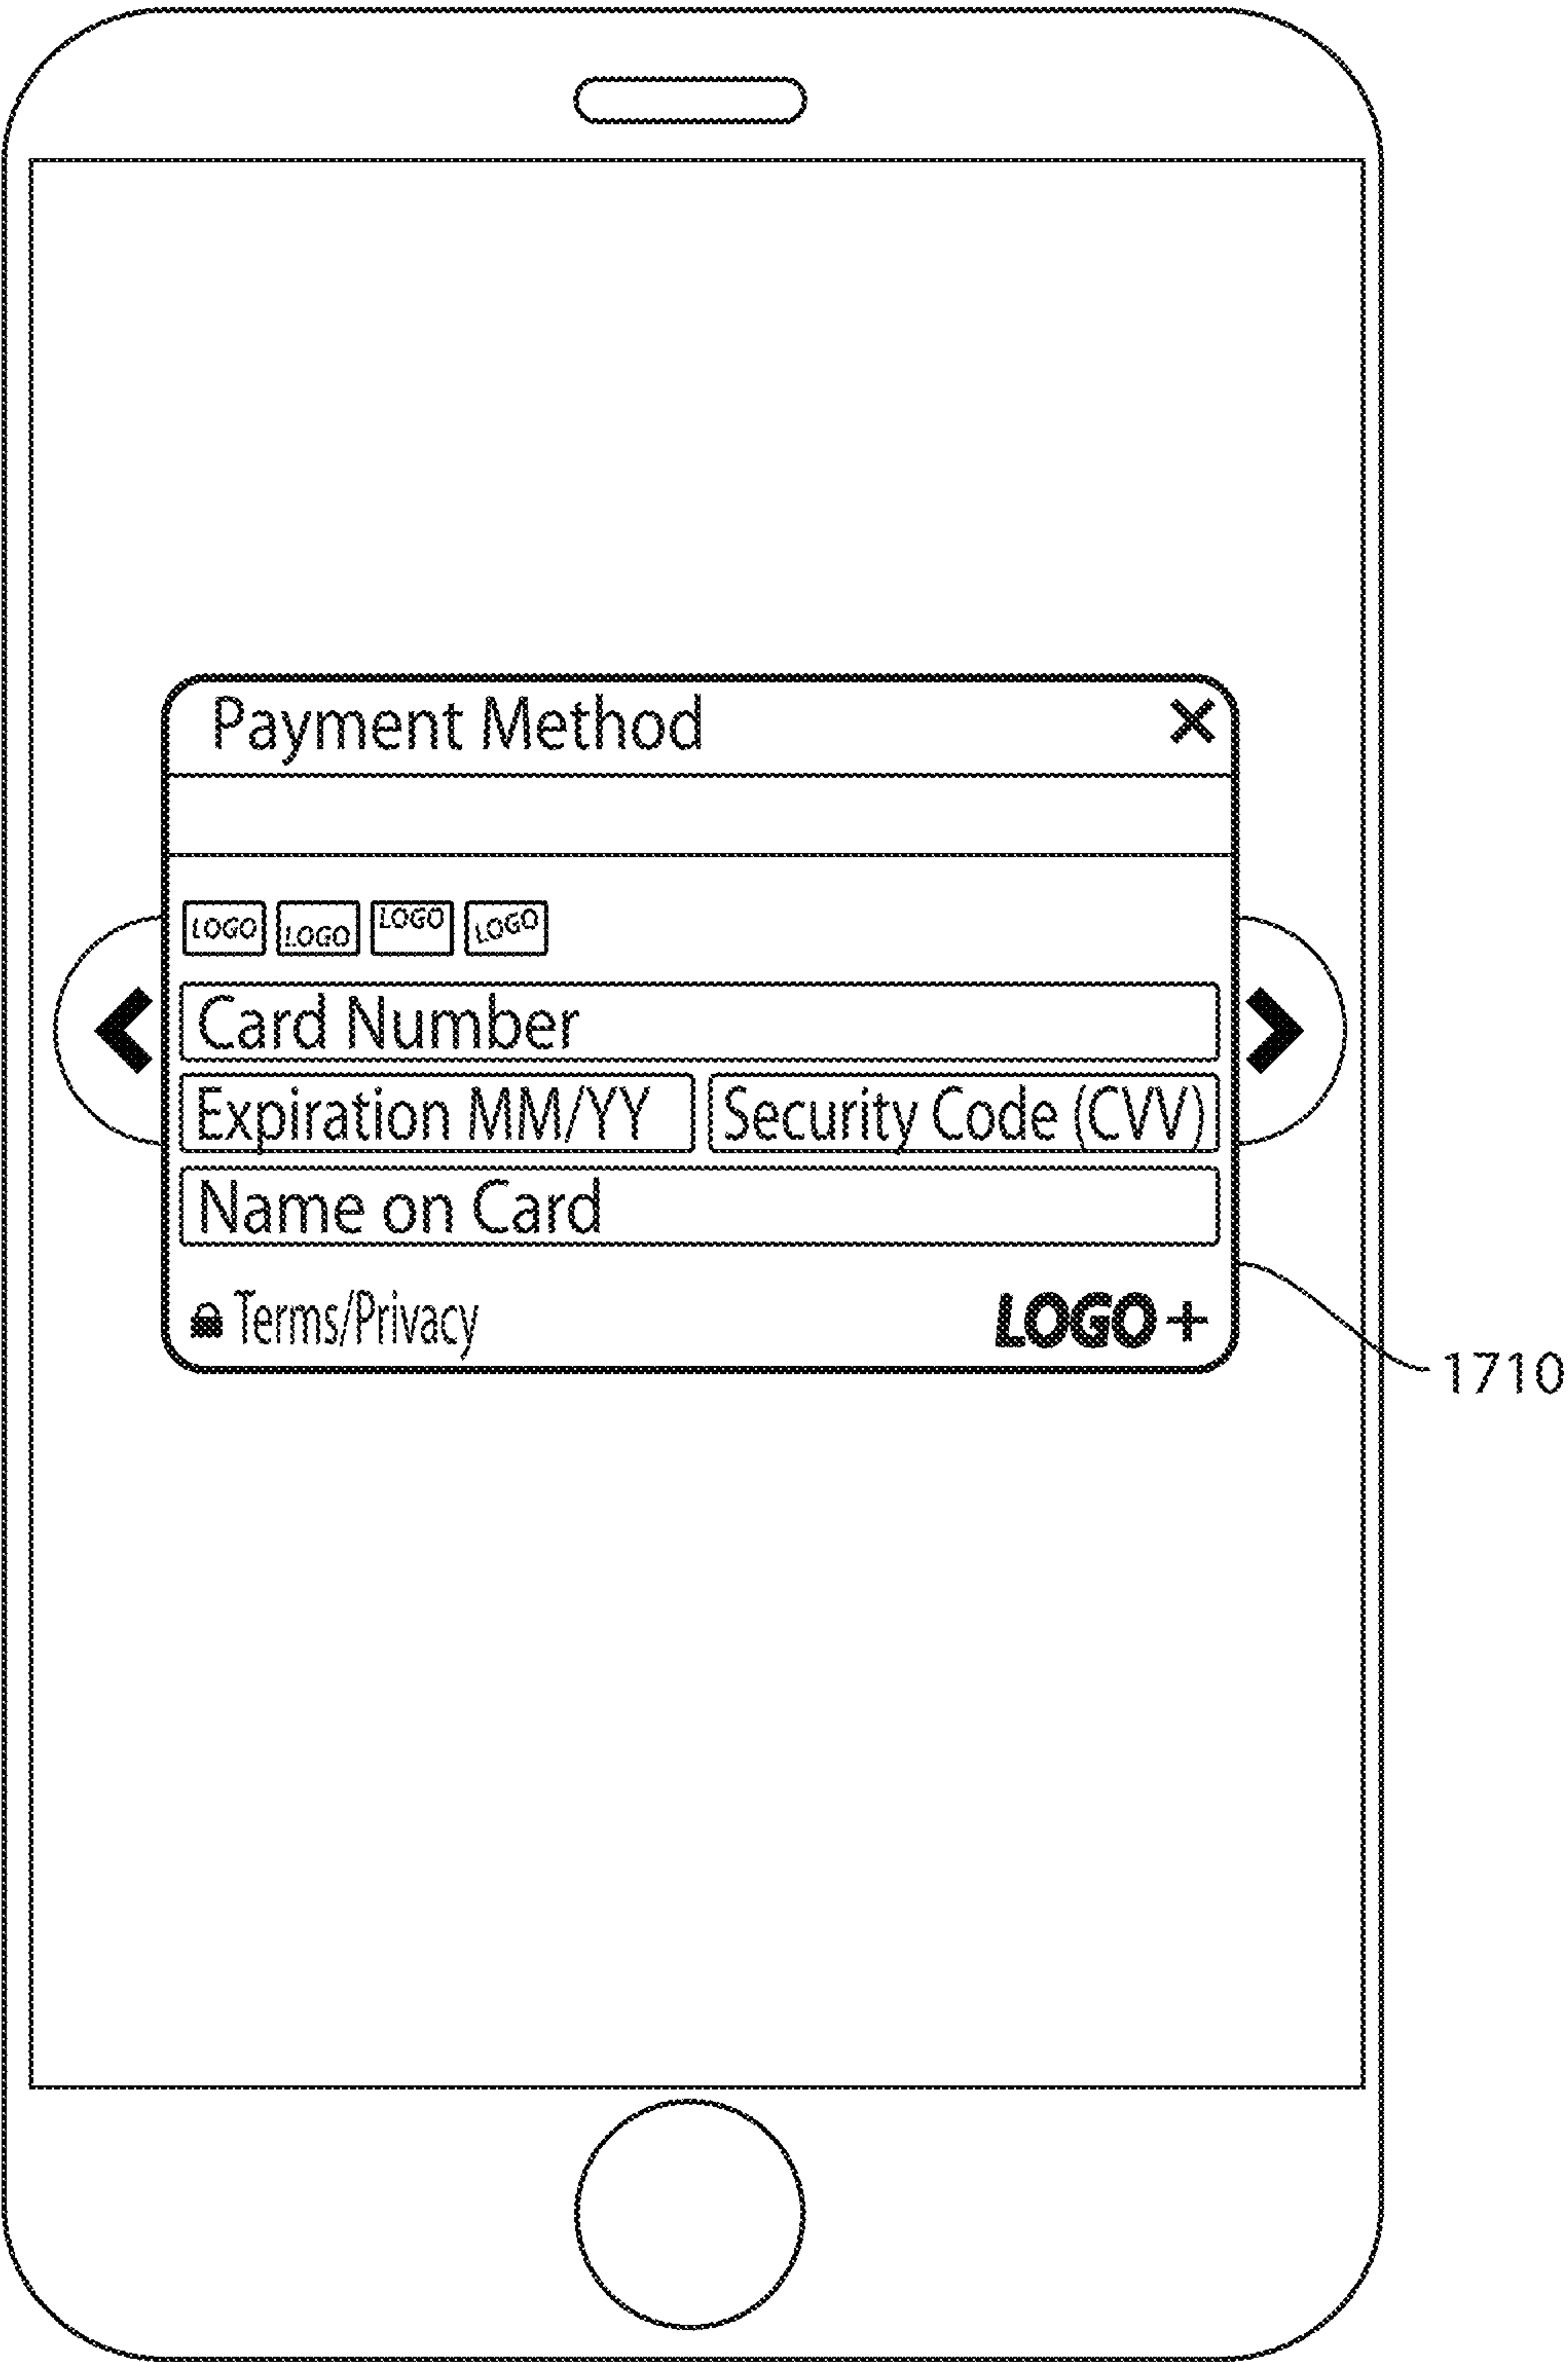 Payment Method ×
LOGO LOGO LOGO LOGO
Card Number
Expiration MM/YY Security Code (CVV)
Name on Card
Terms/Privacy LOGO +
1710